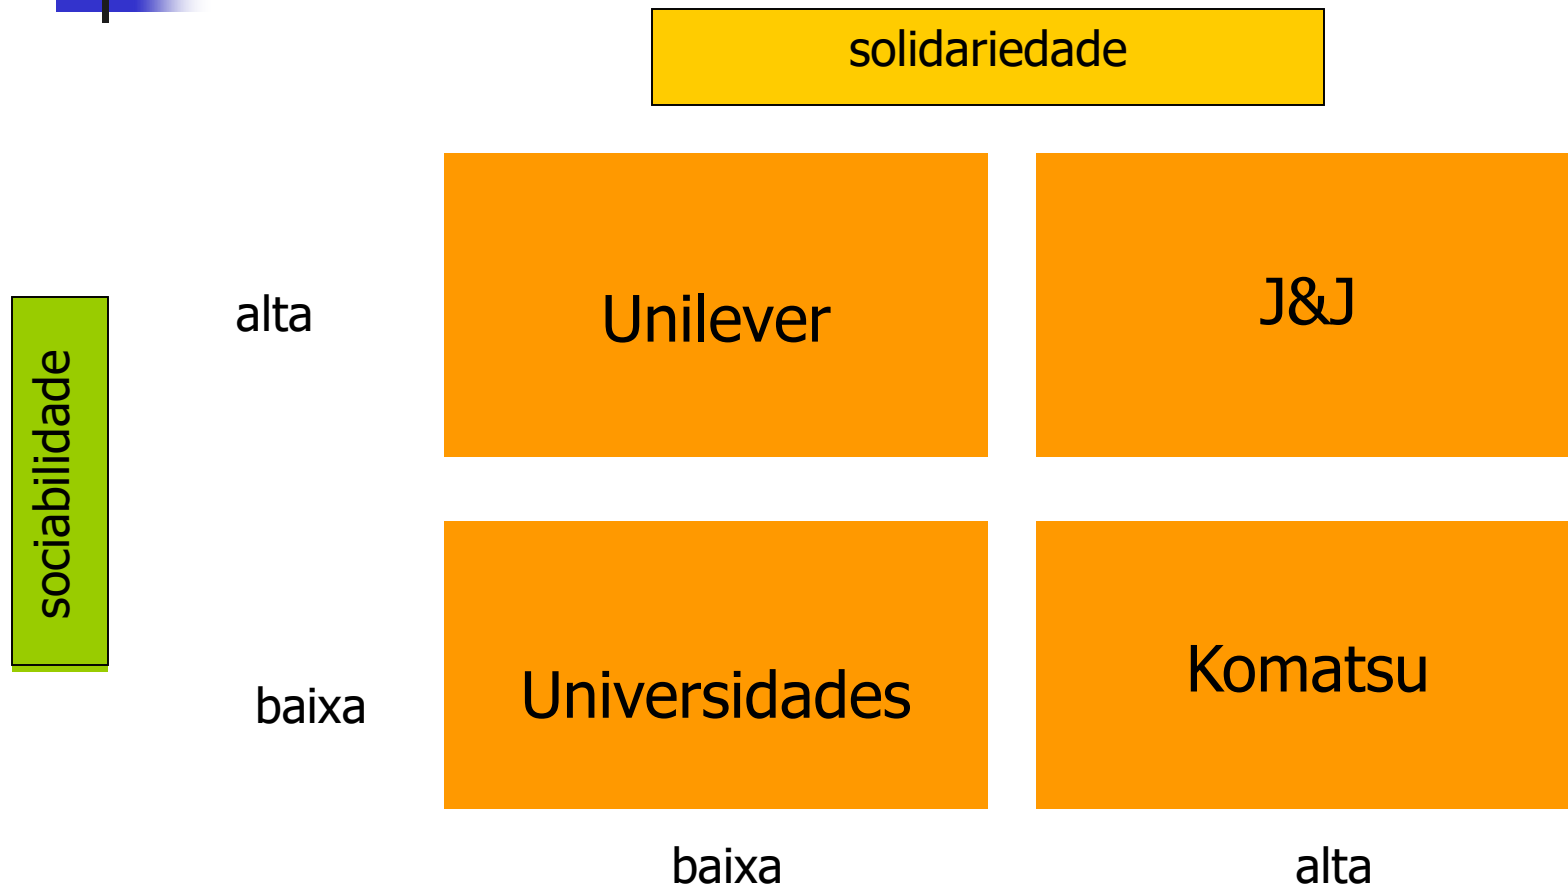 solidariedade
sociabilidade
alta
Unilever
J&J
baixa
Universidades
Komatsu
baixa
alta